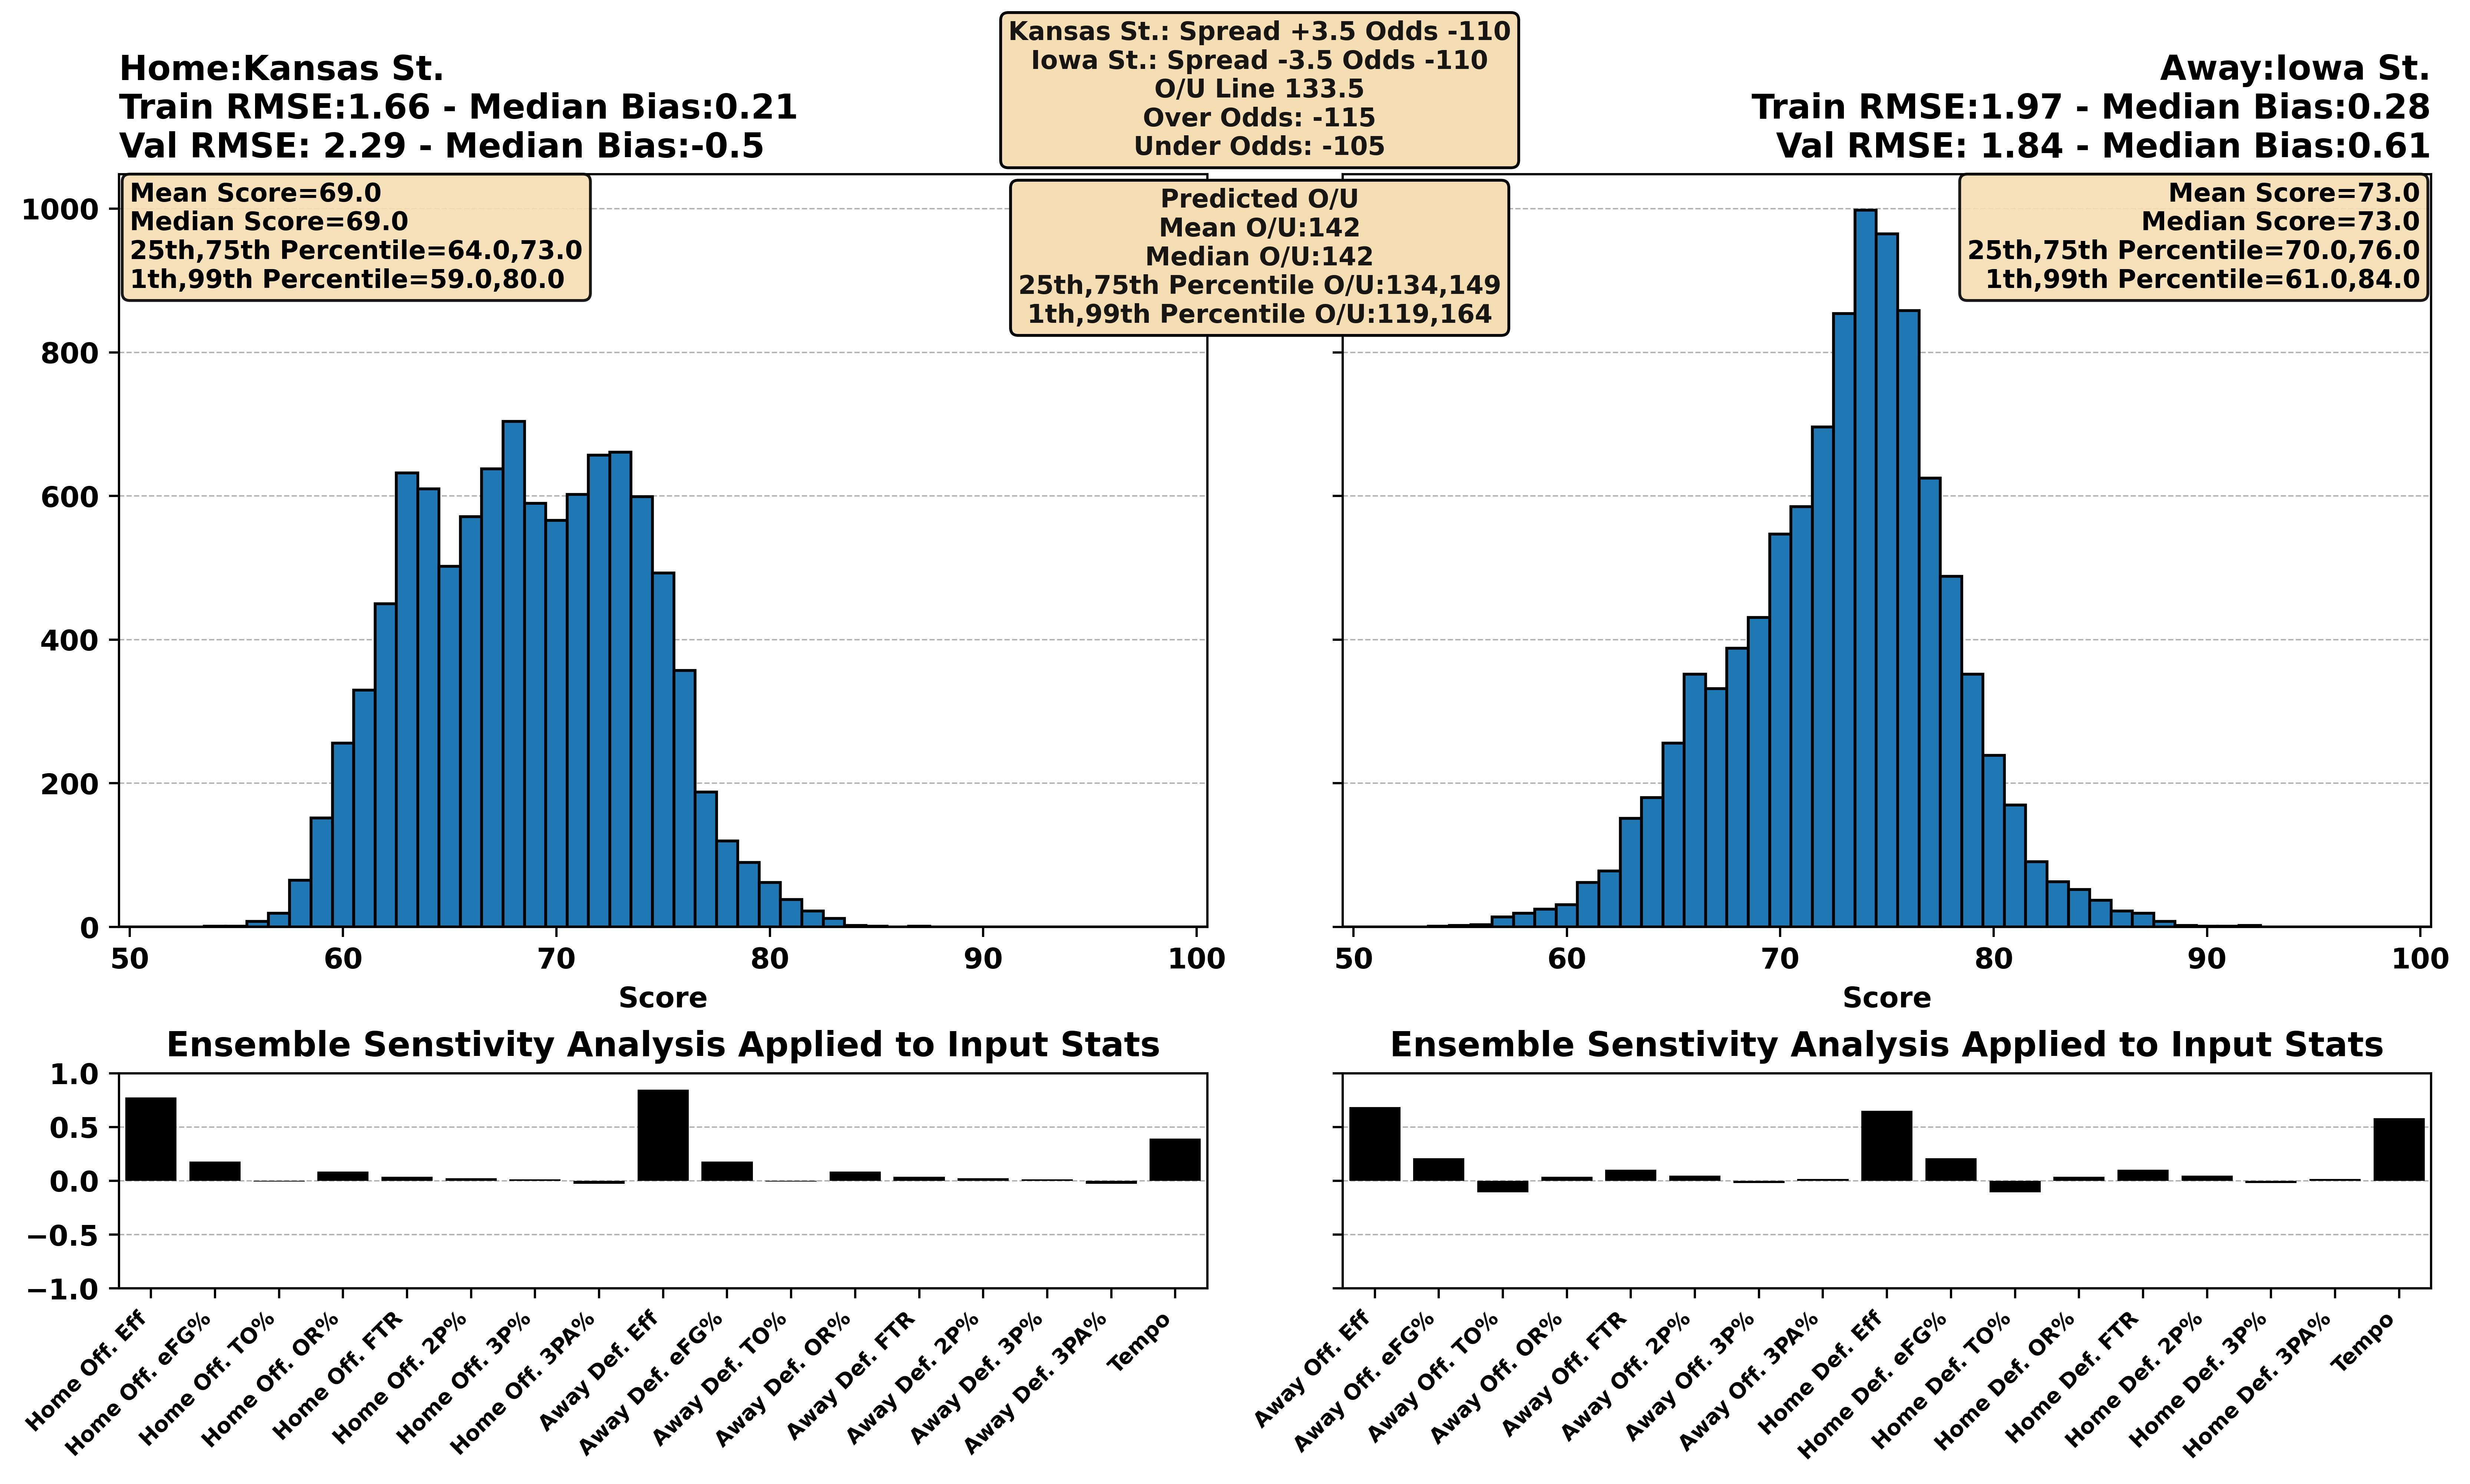 Kansas St.: Spread +3.5 Odds -110
Iowa St.: Spread -3.5 Odds -110
O/U Line 133.5
Over Odds: -115
Under Odds: -105
Home:Kansas St.
Train RMSE:1.66 - Median Bias:0.21
Val RMSE: 2.29 - Median Bias:-0.5
Away:Iowa St.
Train RMSE:1.97 - Median Bias:0.28
Val RMSE: 1.84 - Median Bias:0.61
Mean Score=69.0
Median Score=69.0
25th,75th Percentile=64.0,73.0
1th,99th Percentile=59.0,80.0
Predicted O/U
Mean O/U:142
Median O/U:142
25th,75th Percentile O/U:134,149
1th,99th Percentile O/U:119,164
Mean Score=73.0
Median Score=73.0
25th,75th Percentile=70.0,76.0
1th,99th Percentile=61.0,84.0
1000
800
600
400
200
0
50 60 70 80 90 100
Score
50 60 70 80 90 100
Score
Ensemble Senstivity Analysis Applied to Input Stats
Ensemble Senstivity Analysis Applied to Input Stats
1.0
0.5
0.0
−0.5
−1.0
Home Off. Eff
Home Off. eFG%
Home Off. TO%
Home Off. OR%
Home Off. FTR
Home Off. 2P%
Home Off. 3P%
Home Off. 3PA%
Away Def. Eff
Away Def. eFG%
Away Def. TO%
Away Def. OR%
Away Def. FTR
Away Def. 2P%
Away Def. 3P%
Away Def. 3PA%
Tempo
Away Off. Eff
Away Off. eFG%
Away Off. TO%
Away Off. OR%
Away Off. FTR
Away Off. 2P%
Away Off. 3P%
Away Off. 3PA%
Home Def. Eff
Home Def. eFG%
Home Def. TO%
Home Def. OR%
Home Def. FTR
Home Def. 2P%
Home Def. 3P%
Home Def. 3PA%
Tempo